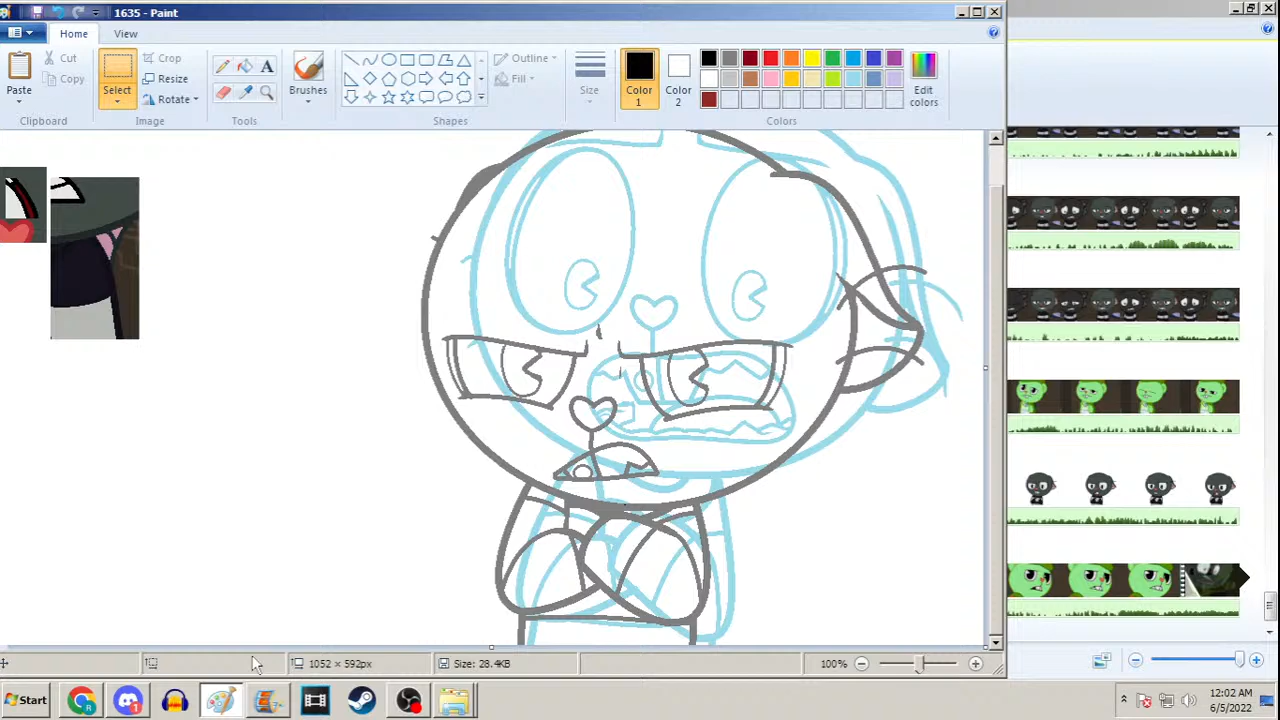 1635 - Paint
Home View
Paste
Cut
Copy
Clipboard
Select
Crop
Resize
Rotate
Image
A
Tools
Brushes
Outline
Fill
Shapes
Size
Color 1
Color 2
Edit colors
Colors
1052 × 592px
Size: 28.4KB
100%
Start
12:02 AM
6/5/2022